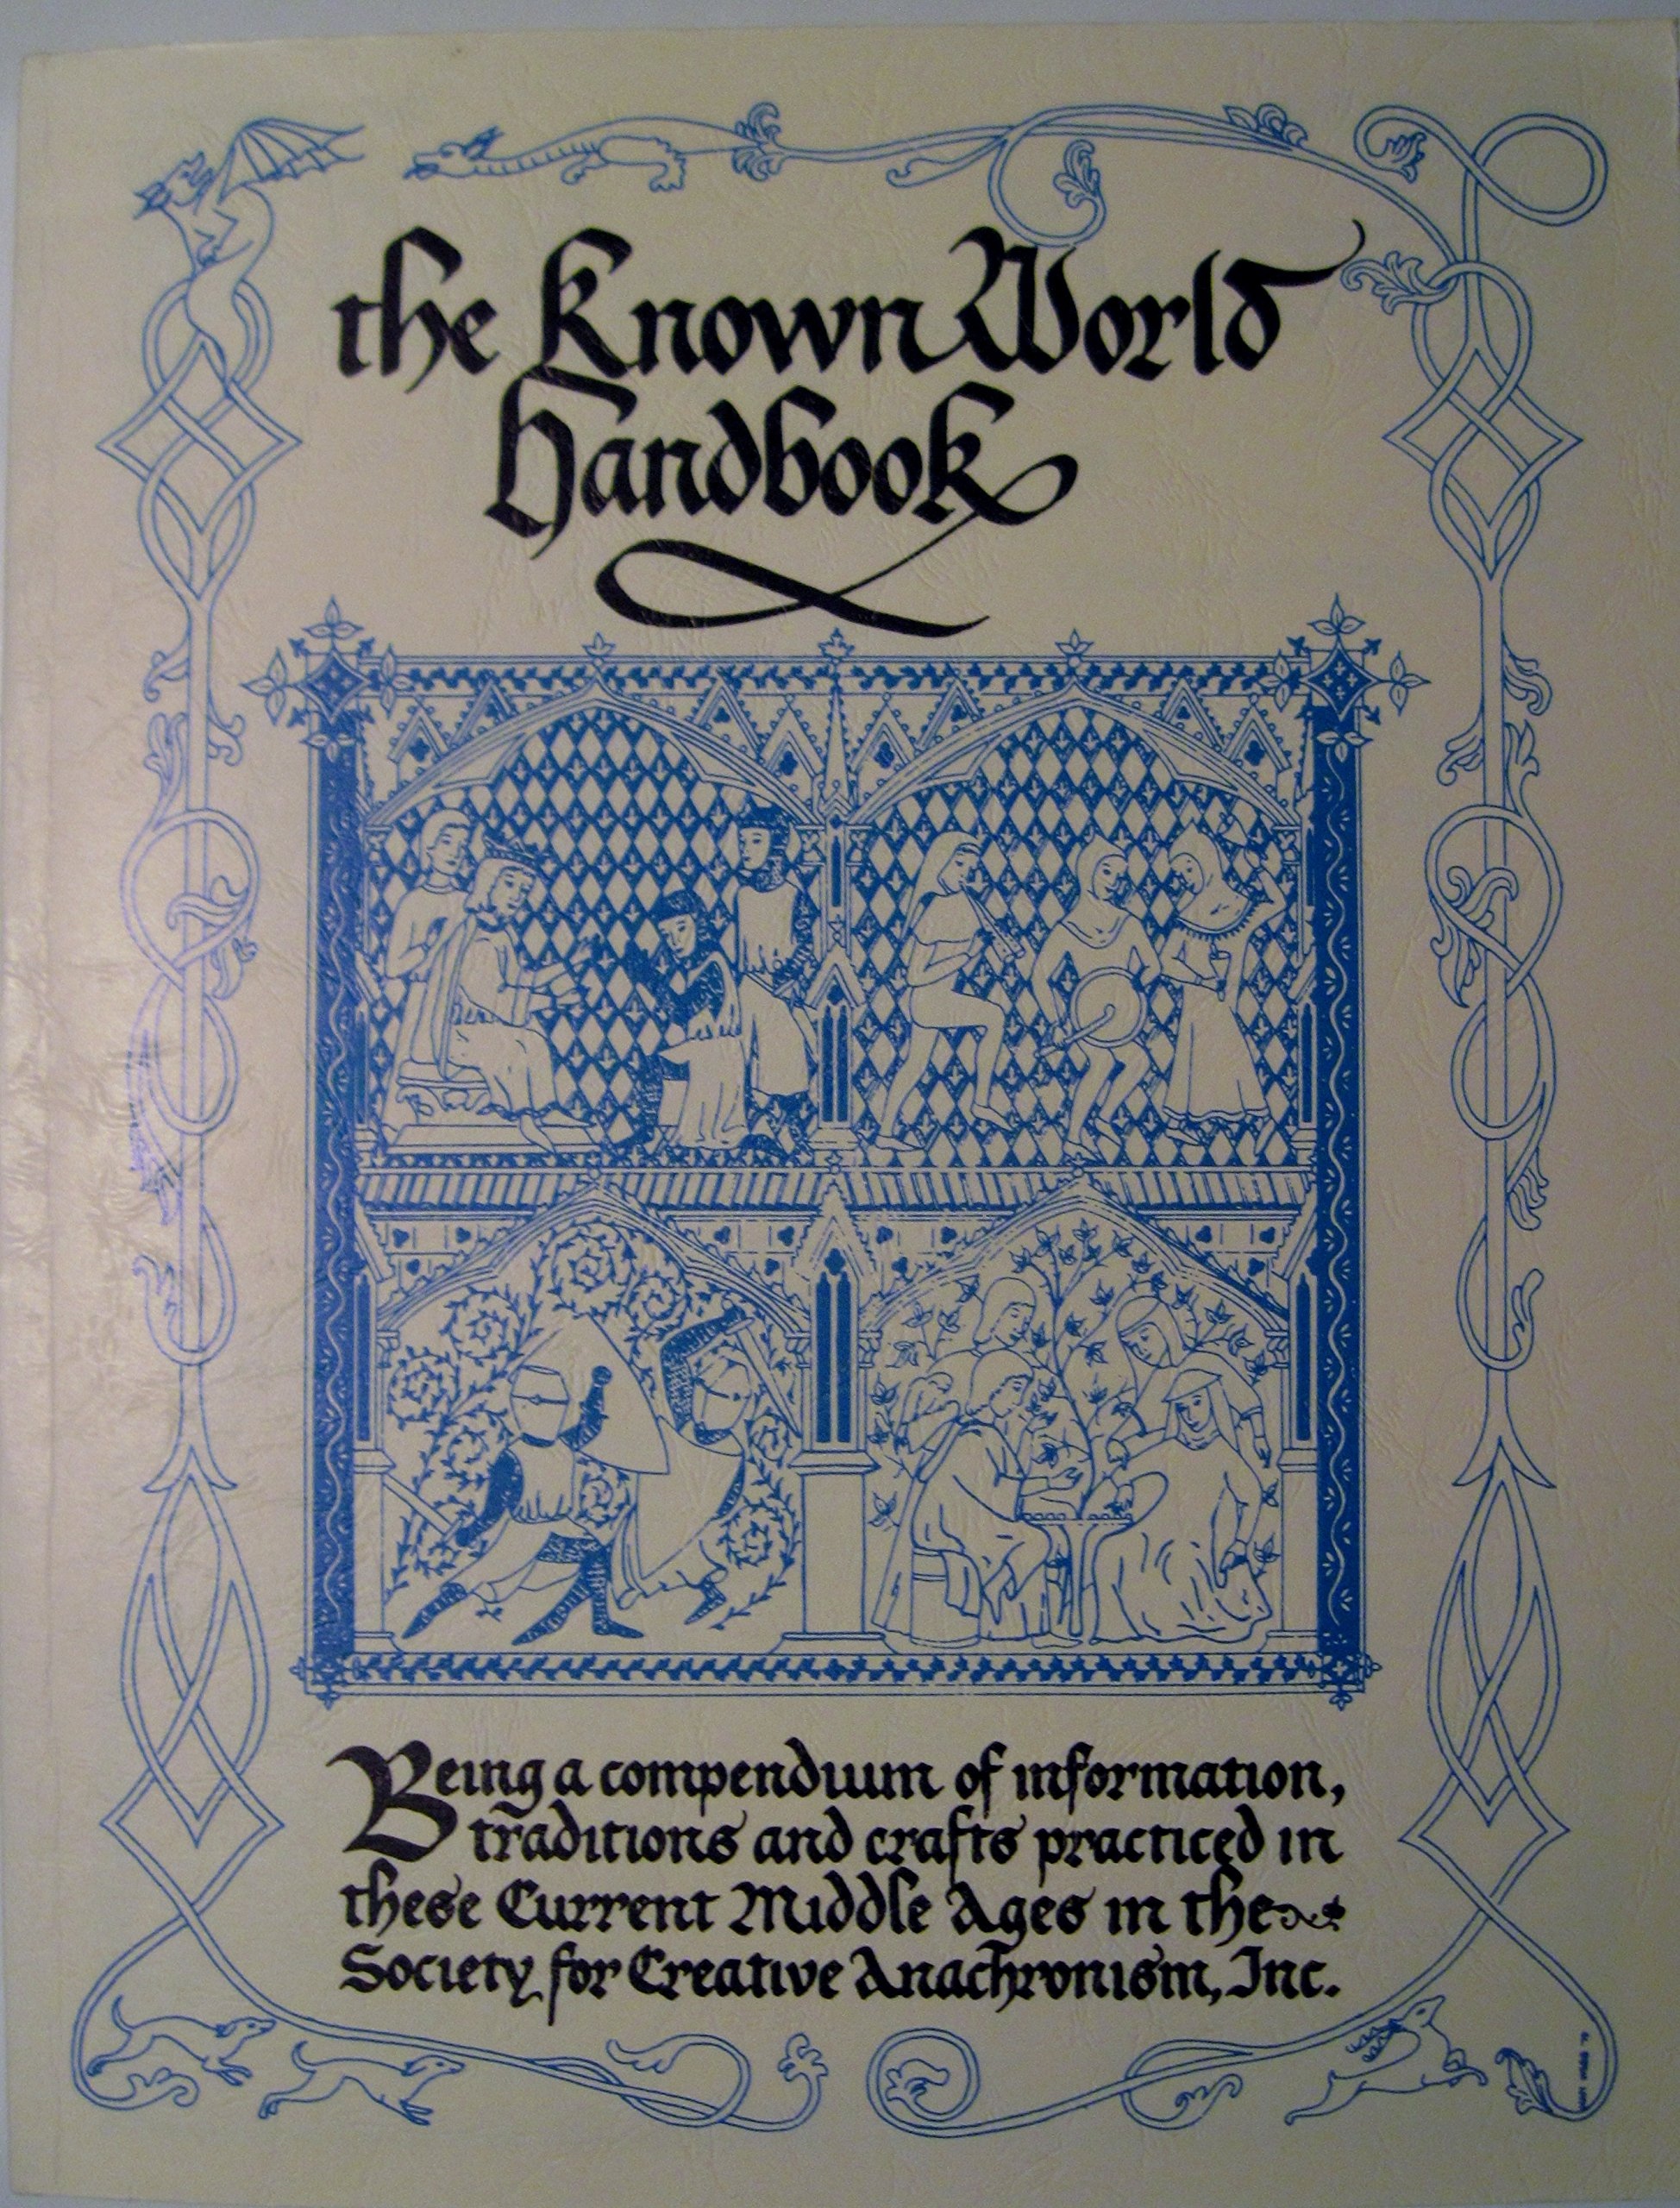 the Known World
Handbook
Being a compendium of information,
traditions and crafts practiced in
these Current Middle Ages in the
Society for Creative Anachronism, Inc.